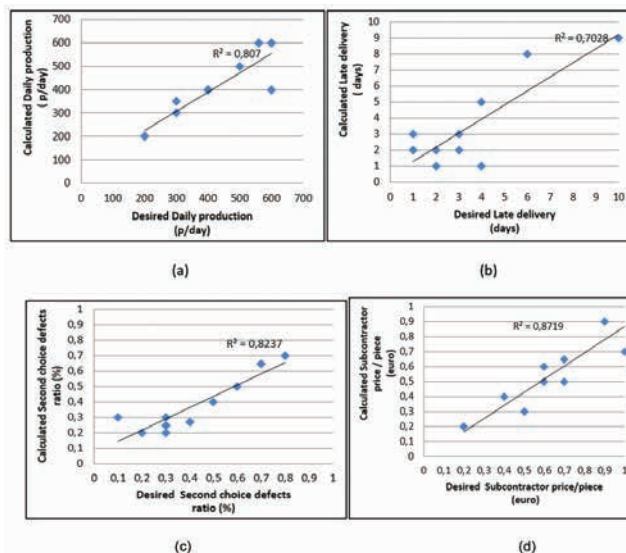 Calculated Daily production
( p/day)
700
600
500
400
300
200
100
0
R² = 0,807
0 100 200 300 400 500 600 700
Desired Daily production
(p/day)
(a)
Calculated Late delivery
( days)
9
8
7
6
5
4
3
2
1
0
R² = 0,7028
0 1 2 3 4 5 6 7 8 9 10
Desired Late delivery
(days)
(b)
Calculated Second choice defects
ratio (%)
1
0,9
0,8
0,7
0,6
0,5
0,4
0,3
0,2
0,1
0
R² = 0,8237
0 0,1 0,2 0,3 0,4 0,5 0,6 0,7 0,8 0,9 1
Desired Second choice defects
ratio (%)
(c)
Calculated Subcontractor
price / piece
(euro)
1
0,9
0,8
0,7
0,6
0,5
0,4
0,3
0,2
0,1
0
R² = 0,8719
0 0,1 0,2 0,3 0,4 0,5 0,6 0,7 0,8 0,9 1
Desired Subcontractor price/piece
(euro)
(d)